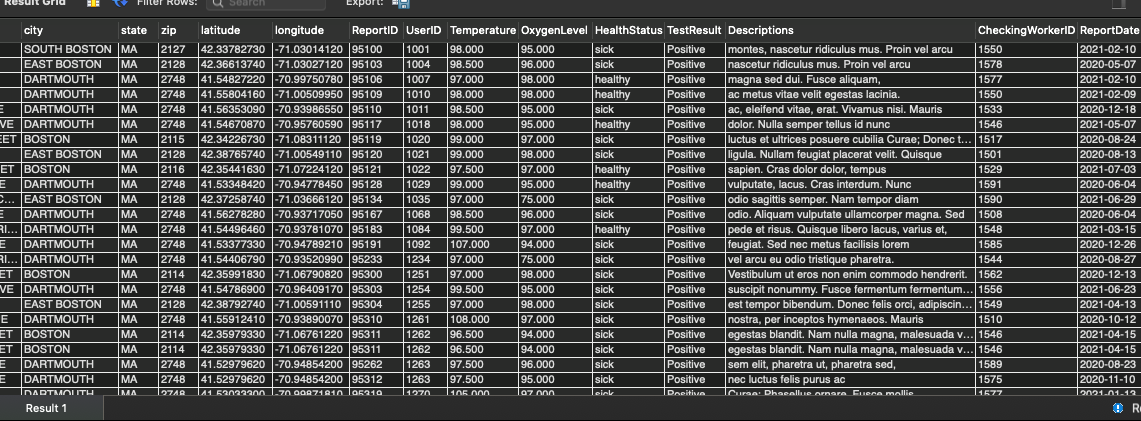 Result Grid Filter Rows: Search Export:
city state zip latitude longitude ReportID UserID Temperature OxygenLevel HealthStatus TestResult Descriptions CheckingWorkerID ReportDate
SOUTH BOSTON MA 2127 42.33782730 -71.03014120 95100 1001 98.000 95.000 sick Positive montes, nascetur ridiculus mus. Proin vel arcu 1550 2021-02-10
EAST BOSTON MA 2128 42.36613740 -71.03027120 95103 1004 98.500 96.000 sick Positive nascetur ridiculus mus. Proin vel arcu 1578 2020-05-07
DARTMOUTH MA 2748 41.54827220 -70.99750780 95106 1007 97.000 98.000 healthy Positive magna sed dui. Fusce aliquam, 1577 2021-02-10
DARTMOUTH MA 2748 41.55804160 -71.00509950 95109 1010 98.000 98.000 healthy Positive ac metus vitae velit egestas lacinia. 1550 2021-02-09
E DARTMOUTH MA 2748 41.56353090 -70.93986550 95110 1011 98.500 94.000 sick Positive ac, eleifend vitae, erat. Vivamus nisi. Mauris 1533 2020-12-18
VE DARTMOUTH MA 2748 41.54670870 -70.95760590 95117 1018 98.500 95.000 healthy Positive dolor. Nulla semper tellus id nunc 1546 2021-05-07
EET BOSTON MA 2115 42.34226730 -71.08311120 95119 1020 99.000 97.000 sick Positive luctus et ultrices posuere cubilia Curae; Donec t... 1517 2020-08-24
EAST BOSTON MA 2128 42.38765740 -71.00549110 95120 1021 99.000 98.000 sick Positive ligula. Nullam feugiat placerat velit. Quisque 1501 2020-08-13
ET BOSTON MA 2116 42.35441630 -71.07224120 95121 1022 97.500 97.000 healthy Positive sapien. Cras dolor dolor, tempus 1529 2021-07-03
E DARTMOUTH MA 2748 41.53348420 -70.94778450 95128 1029 99.000 95.000 healthy Positive vulputate, lacus. Cras interdum. Nunc 1591 2020-06-04
C... EAST BOSTON MA 2128 42.37258740 -71.03666120 95134 1035 97.000 75.000 sick Positive odio sagittis semper. Nam tempor diam 1590 2021-06-29
E DARTMOUTH MA 2748 41.56278280 -70.93717050 95167 1068 98.500 96.000 sick Positive odio. Aliquam vulputate ullamcorper magna. Sed 1508 2020-06-04
RI... DARTMOUTH MA 2748 41.54496460 -70.93781070 95183 1084 99.500 97.000 healthy Positive pede et risus. Quisque libero lacus, varius et, 1548 2021-03-15
E DARTMOUTH MA 2748 41.53377330 -70.94789210 95191 1092 107.000 94.000 sick Positive feugiat. Sed nec metus facilisis lorem 1585 2020-12-26
RI... DARTMOUTH MA 2748 41.54406790 -70.93520990 95233 1234 97.000 75.000 sick Positive vel arcu eu odio tristique pharetra. 1544 2020-08-27
ET BOSTON MA 2114 42.35991830 -71.06790820 95300 1251 97.000 98.000 sick Positive Vestibulum ut eros non enim commodo hendrerit. 1562 2020-12-13
VE DARTMOUTH MA 2748 41.54786900 -70.96409170 95303 1254 99.500 95.000 sick Positive suscipit nonummy. Fusce fermentum fermentum... 1556 2021-06-23
EAST BOSTON MA 2128 42.38792740 -71.00591110 95304 1255 97.000 98.000 sick Positive est tempor bibendum. Donec felis orci, adipiscin... 1549 2021-04-13
VE DARTMOUTH MA 2748 41.55912410 -70.93890070 95310 1261 108.000 97.000 sick Positive nostra, per inceptos hymenaeos. Mauris 1510 2020-10-12
ET BOSTON MA 2114 42.35979330 -71.06761220 95311 1262 96.500 94.000 sick Positive egestas blandit. Nam nulla magna, malesuada v... 1546 2021-04-15
ET BOSTON MA 2114 42.35979330 -71.06761220 95311 1262 96.500 94.000 sick Positive egestas blandit. Nam nulla magna, malesuada v... 1546 2021-04-15
E DARTMOUTH MA 2748 41.52979620 -70.94854200 95262 1263 97.500 96.000 sick Positive sem elit, pharetra ut, pharetra sed, 1589 2020-08-23
E DARTMOUTH MA 2748 41.52979620 -70.94854200 95312 1263 97.500 95.000 sick Positive nec luctus felis purus ac 1575 2020-11-10
E DARTMOUTH MA 2748 41.53033300 -70.99871810 95319 1270 105.000 97.000 sick Positive Curae; Phasellus ornare. Fusce mollis 1577 2021-01-13
Result 1